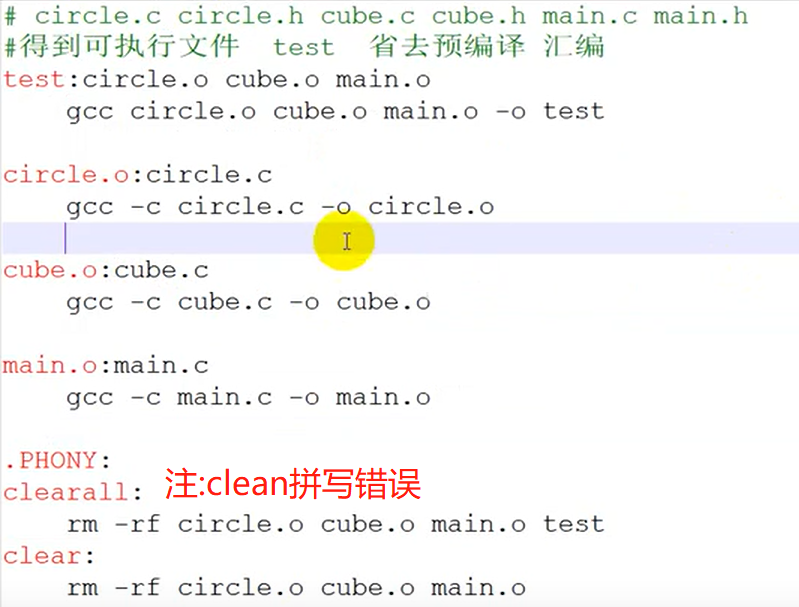 # circle.c circle.h cube.c cube.h main.c main.h
#得到可执行文件  test  省去预编译 汇编
test:circle.o cube.o main.o
    gcc circle.o cube.o main.o -o test
circle.o:circle.c
    gcc -c circle.c -o circle.o
cube.o:cube.c
    gcc -c cube.c -o cube.o
main.o:main.c
    gcc -c main.c -o main.o
.PHONY:
clearall: 注:clean拼写错误
    rm -rf circle.o cube.o main.o test
clear:
    rm -rf circle.o cube.o main.o